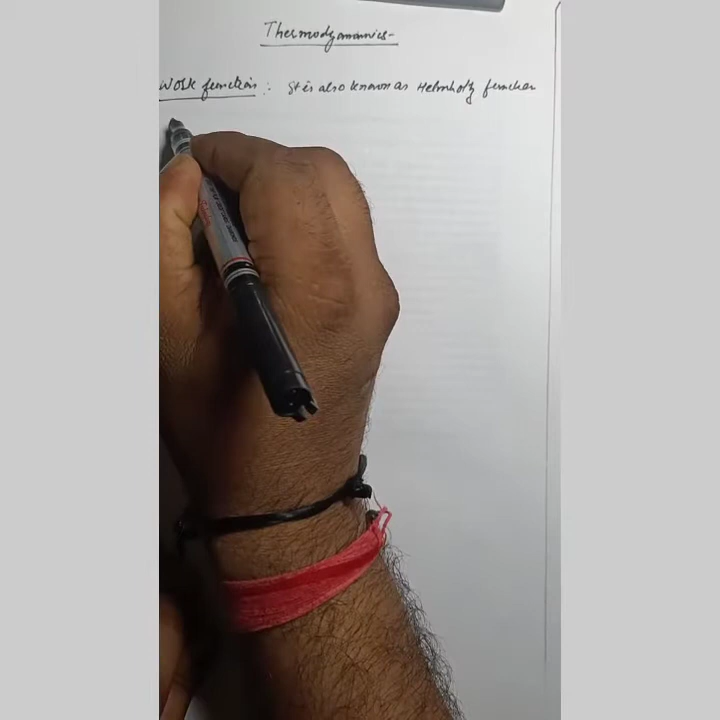 Thermodynamics-
Work function : It is also known as Helmholtz function